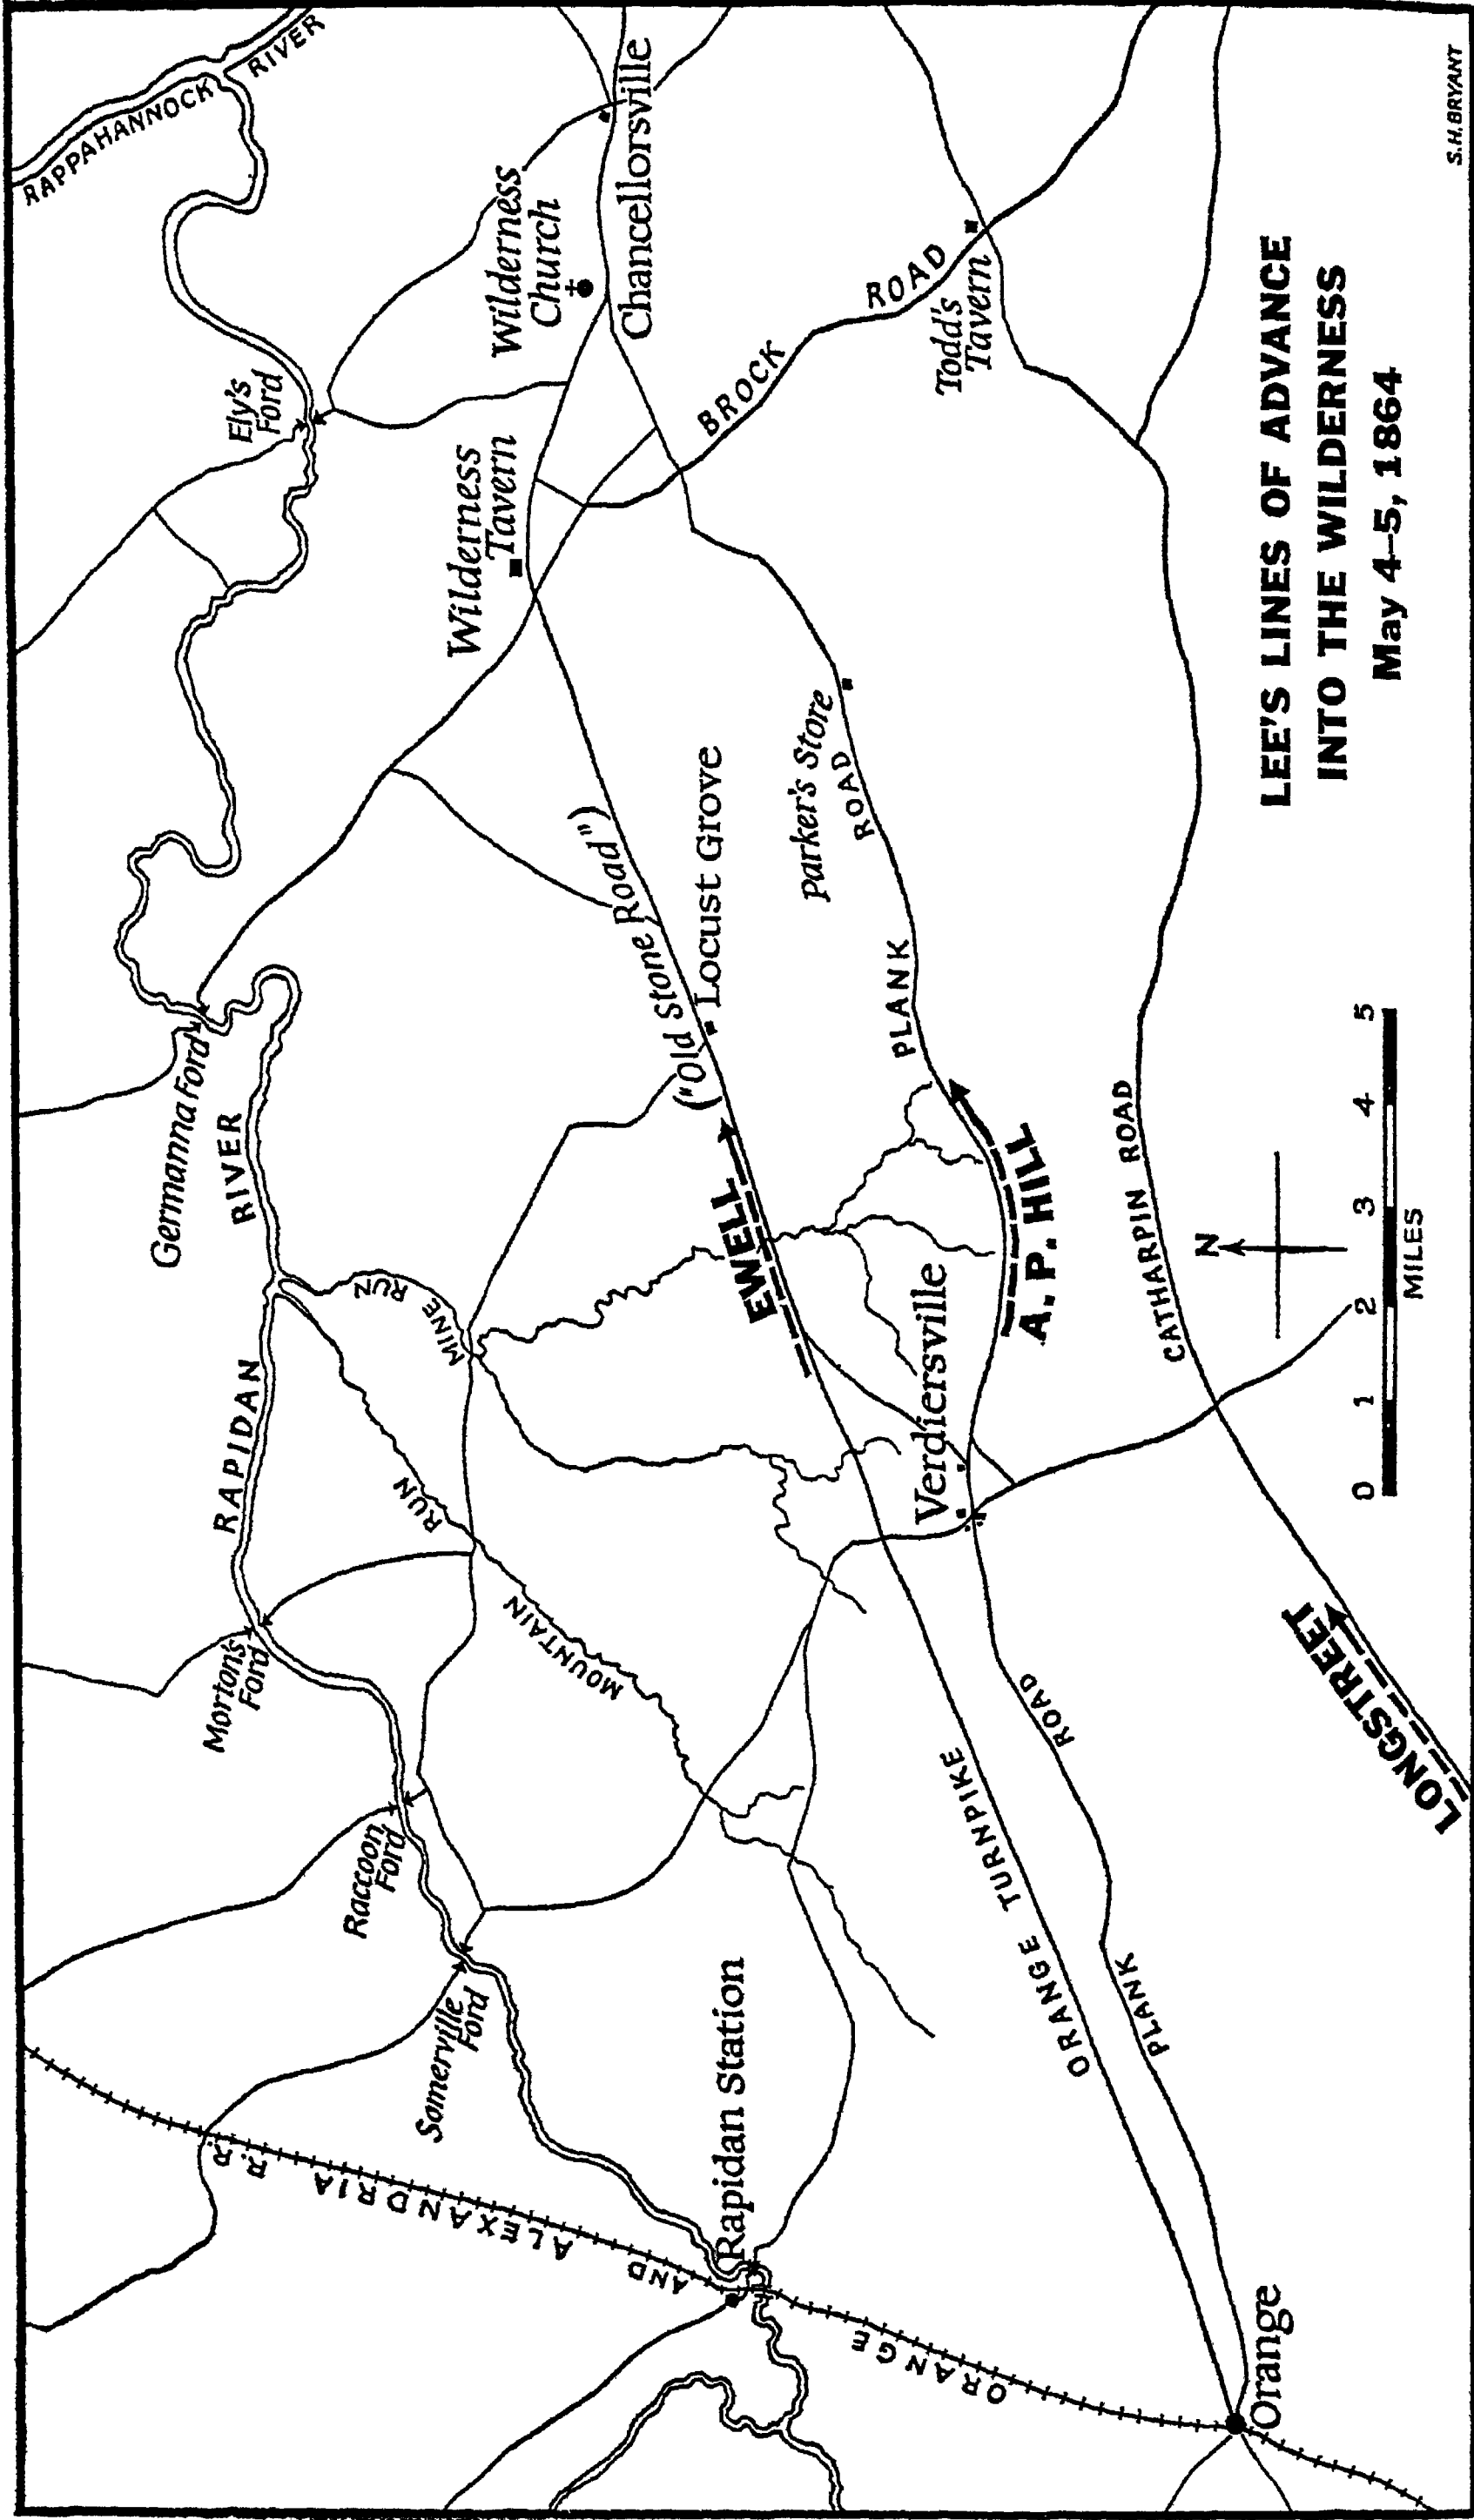 RAPPAHANNOCK RIVER
Ely's
Ford
Wilderness
Church
Chancellorsville
Wilderness
Tavern
BROCK ROAD
Todd's
Tavern
Germanna Ford
RAPIDAN RIVER
("Old Stone Road")
Locust Grove
Parker's Store
PLANK ROAD
Morton's
Ford
MINE RUN
MOUNTAIN RUN
EWELL
A. P. HILL
Verdiersville
CATHARPIN ROAD
Raccoon
Ford
Somerville
Ford
Rapidan Station
ORANGE AND ALEXANDRIA R.R.
ORANGE TURNPIKE
PLANK ROAD
LONGSTREET
Orange
N
0 1 2 3 4 5
MILES
LEE'S LINES OF ADVANCE
INTO THE WILDERNESS
May 4–5, 1864
S.H.BRYANT